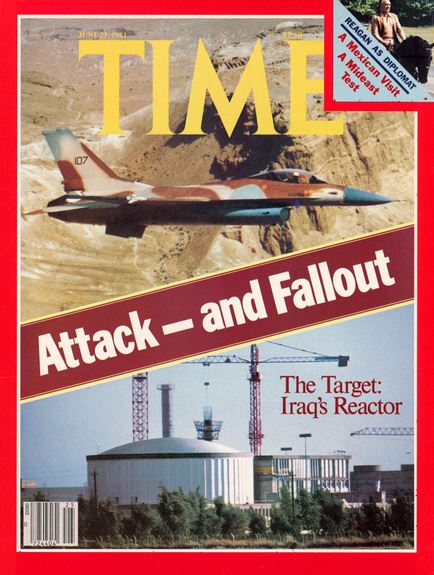 JUNE 22, 1981
TIME
REAGAN AS DIPLOMAT
A Mexican Visit
A Mideast
Test
107
Attack — and Fallout
The Target:
Iraq's Reactor
724404